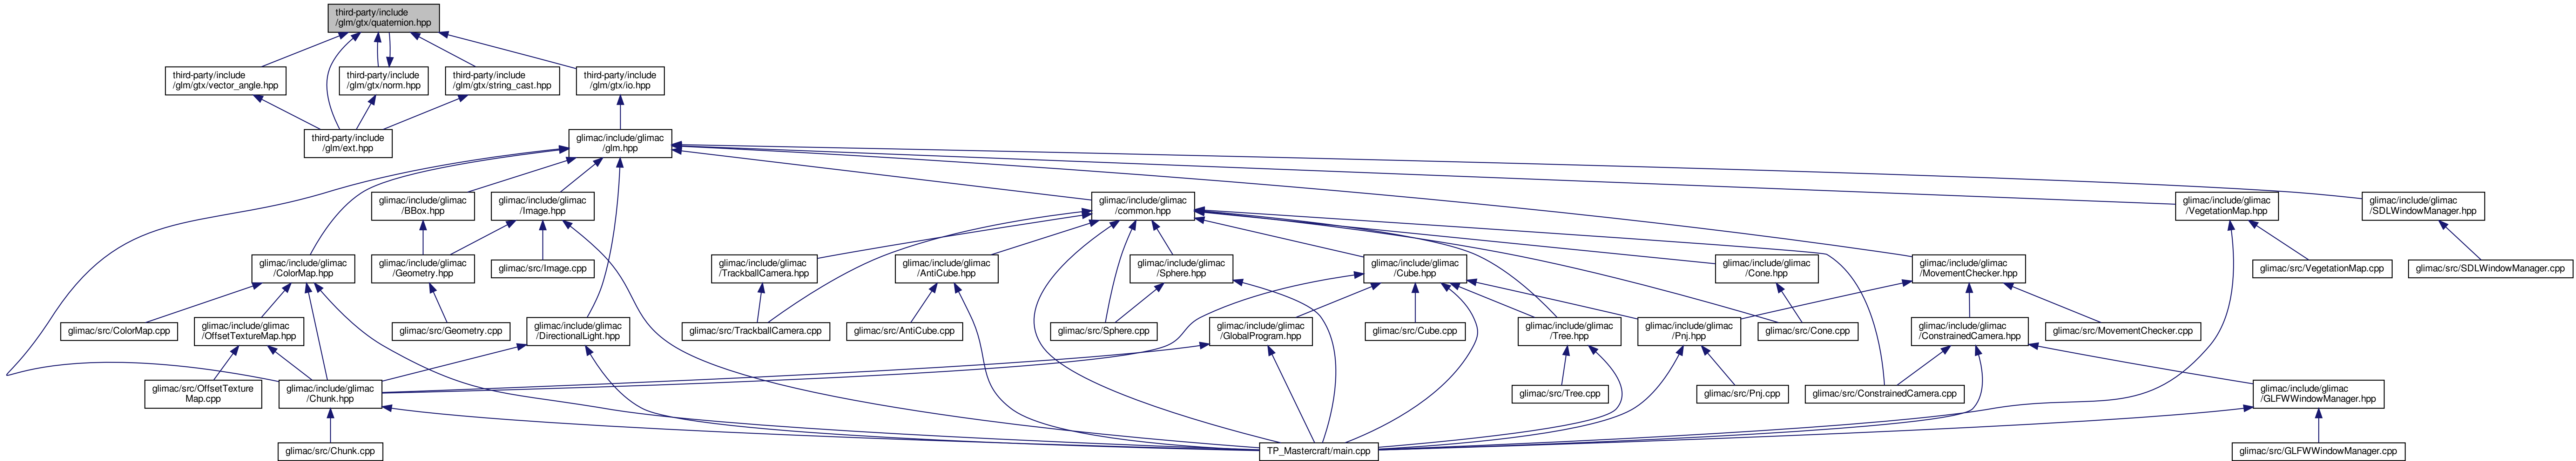 third-party/include
/glm/gtx/quaternion.hpp
third-party/include
/glm/gtx/vector_angle.hpp
third-party/include
/glm/gtx/norm.hpp
third-party/include
/glm/gtx/string_cast.hpp
third-party/include
/glm/gtx/io.hpp
third-party/include
/glm/ext.hpp
glimac/include/glimac
/glm.hpp
glimac/include/glimac
/BBox.hpp
glimac/include/glimac
/Image.hpp
glimac/include/glimac
/common.hpp
glimac/include/glimac
/VegetationMap.hpp
glimac/include/glimac
/SDLWindowManager.hpp
glimac/include/glimac
/ColorMap.hpp
glimac/include/glimac
/Geometry.hpp
glimac/src/Image.cpp
glimac/include/glimac
/TrackballCamera.hpp
glimac/include/glimac
/AntiCube.hpp
glimac/include/glimac
/Sphere.hpp
glimac/include/glimac
/Cube.hpp
glimac/include/glimac
/Cone.hpp
glimac/include/glimac
/MovementChecker.hpp
glimac/src/VegetationMap.cpp
glimac/src/SDLWindowManager.cpp
glimac/src/ColorMap.cpp
glimac/include/glimac
/OffsetTextureMap.hpp
glimac/src/Geometry.cpp
glimac/include/glimac
/DirectionalLight.hpp
glimac/src/TrackballCamera.cpp
glimac/src/AntiCube.cpp
glimac/src/Sphere.cpp
glimac/include/glimac
/GlobalProgram.hpp
glimac/src/Cube.cpp
glimac/include/glimac
/Tree.hpp
glimac/include/glimac
/Pnj.hpp
glimac/src/Cone.cpp
glimac/include/glimac
/ConstrainedCamera.hpp
glimac/src/MovementChecker.cpp
glimac/src/OffsetTexture
Map.cpp
glimac/include/glimac
/Chunk.hpp
glimac/src/Tree.cpp
glimac/src/Pnj.cpp
glimac/src/ConstrainedCamera.cpp
glimac/include/glimac
/GLFWWindowManager.hpp
glimac/src/Chunk.cpp
TP_Mastercraft/main.cpp
glimac/src/GLFWWindowManager.cpp